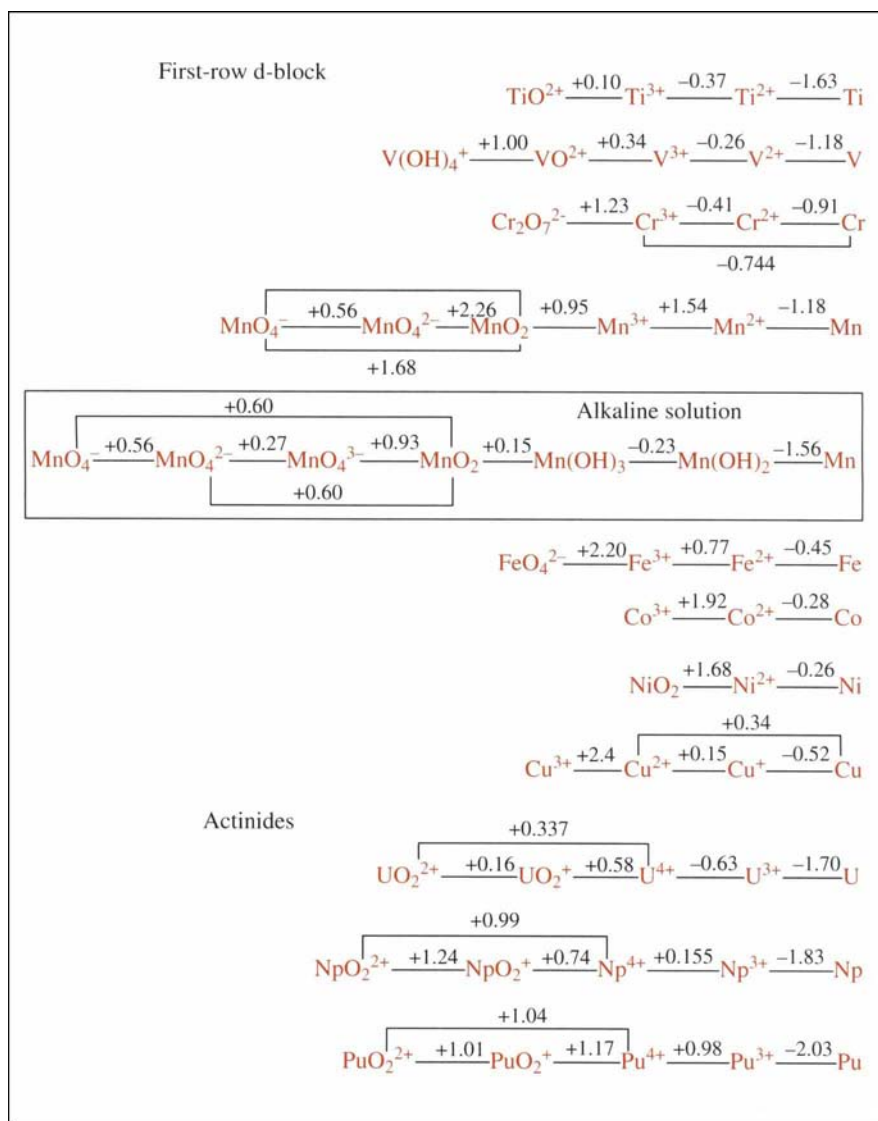 First-row d-block
+0.10 −0.37 −1.63
TiO²⁺ Ti³⁺ Ti²⁺ Ti
+1.00 +0.34 −0.26 −1.18
V(OH)₄⁺ VO²⁺ V³⁺ V²⁺ V
+1.23 −0.41 −0.91
Cr₂O₇²⁻ Cr³⁺ Cr²⁺ Cr
−0.744
+0.56 +2.26 +0.95 +1.54 −1.18
MnO₄⁻ MnO₄²⁻ MnO₂ Mn³⁺ Mn²⁺ Mn
+1.68
+0.60 Alkaline solution
+0.56 +0.27 +0.93 +0.15 −0.23 −1.56
MnO₄⁻ MnO₄²⁻ MnO₄³⁻ MnO₂ Mn(OH)₃ Mn(OH)₂ Mn
+0.60
+2.20 +0.77 −0.45
FeO₄²⁻ Fe³⁺ Fe²⁺ Fe
+1.92 −0.28
Co³⁺ Co²⁺ Co
+1.68 −0.26
NiO₂ Ni²⁺ Ni
+0.34
+2.4 +0.15 −0.52
Cu³⁺ Cu²⁺ Cu⁺ Cu
Actinides
+0.337
+0.16 +0.58 −0.63 −1.70
UO₂²⁺ UO₂⁺ U⁴⁺ U³⁺ U
+0.99
+1.24 +0.74 +0.155 −1.83
NpO₂²⁺ NpO₂⁺ Np⁴⁺ Np³⁺ Np
+1.04
+1.01 +1.17 +0.98 −2.03
PuO₂²⁺ PuO₂⁺ Pu⁴⁺ Pu³⁺ Pu